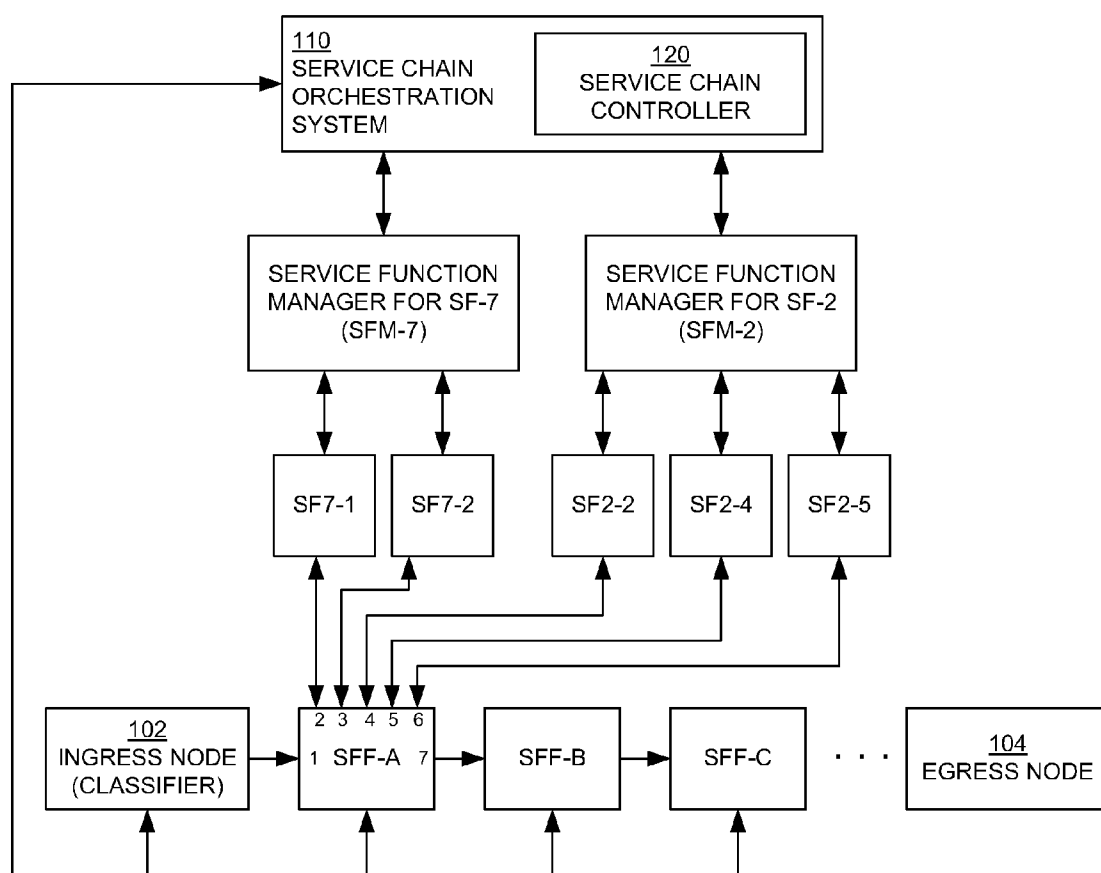 110
SERVICE CHAIN
ORCHESTRATION
SYSTEM
120
SERVICE CHAIN
CONTROLLER
SERVICE FUNCTION
MANAGER FOR SF-7
(SFM-7)
SERVICE FUNCTION
MANAGER FOR SF-2
(SFM-2)
SF7-1
SF7-2
SF2-2
SF2-4
SF2-5
102
INGRESS NODE
(CLASSIFIER)
2 3 4 5 6
1 SFF-A 7
SFF-B
SFF-C
. . .
104
EGRESS NODE